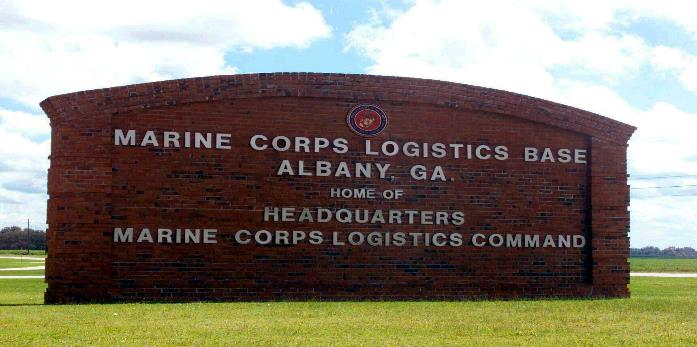 MARINE CORPS LOGISTICS BASE
ALBANY, GA.
HOME OF
HEADQUARTERS
MARINE CORPS LOGISTICS COMMAND